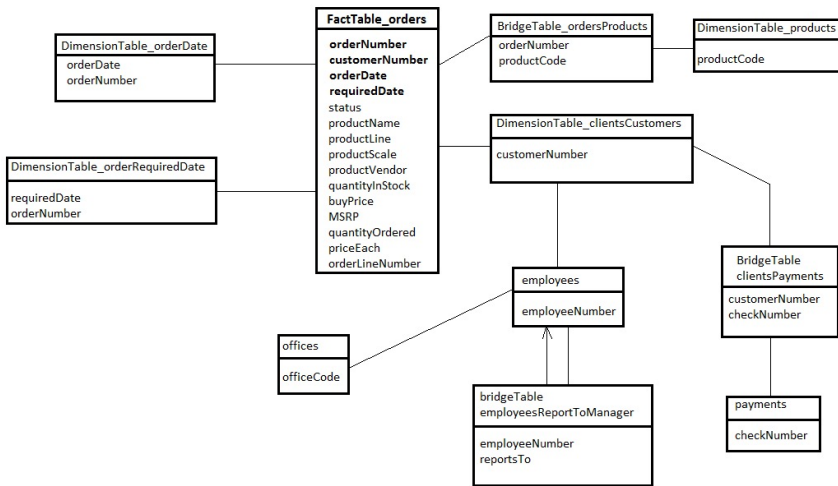 FactTable_orders
orderNumber
customerNumber
orderDate
requiredDate
status
productName
productLine
productScale
productVendor
quantityInStock
buyPrice
MSRP
quantityOrdered
priceEach
orderLineNumber
DimensionTable_orderDate
orderDate
orderNumber
DimensionTable_orderRequiredDate
requiredDate
orderNumber
BridgeTable_ordersProducts
orderNumber
productCode
DimensionTable_products
productCode
DimensionTable_clientsCustomers
customerNumber
employees
employeeNumber
offices
officeCode
bridgeTable
employeesReportToManager
employeeNumber
reportsTo
BridgeTable
clientsPayments
customerNumber
checkNumber
payments
checkNumber